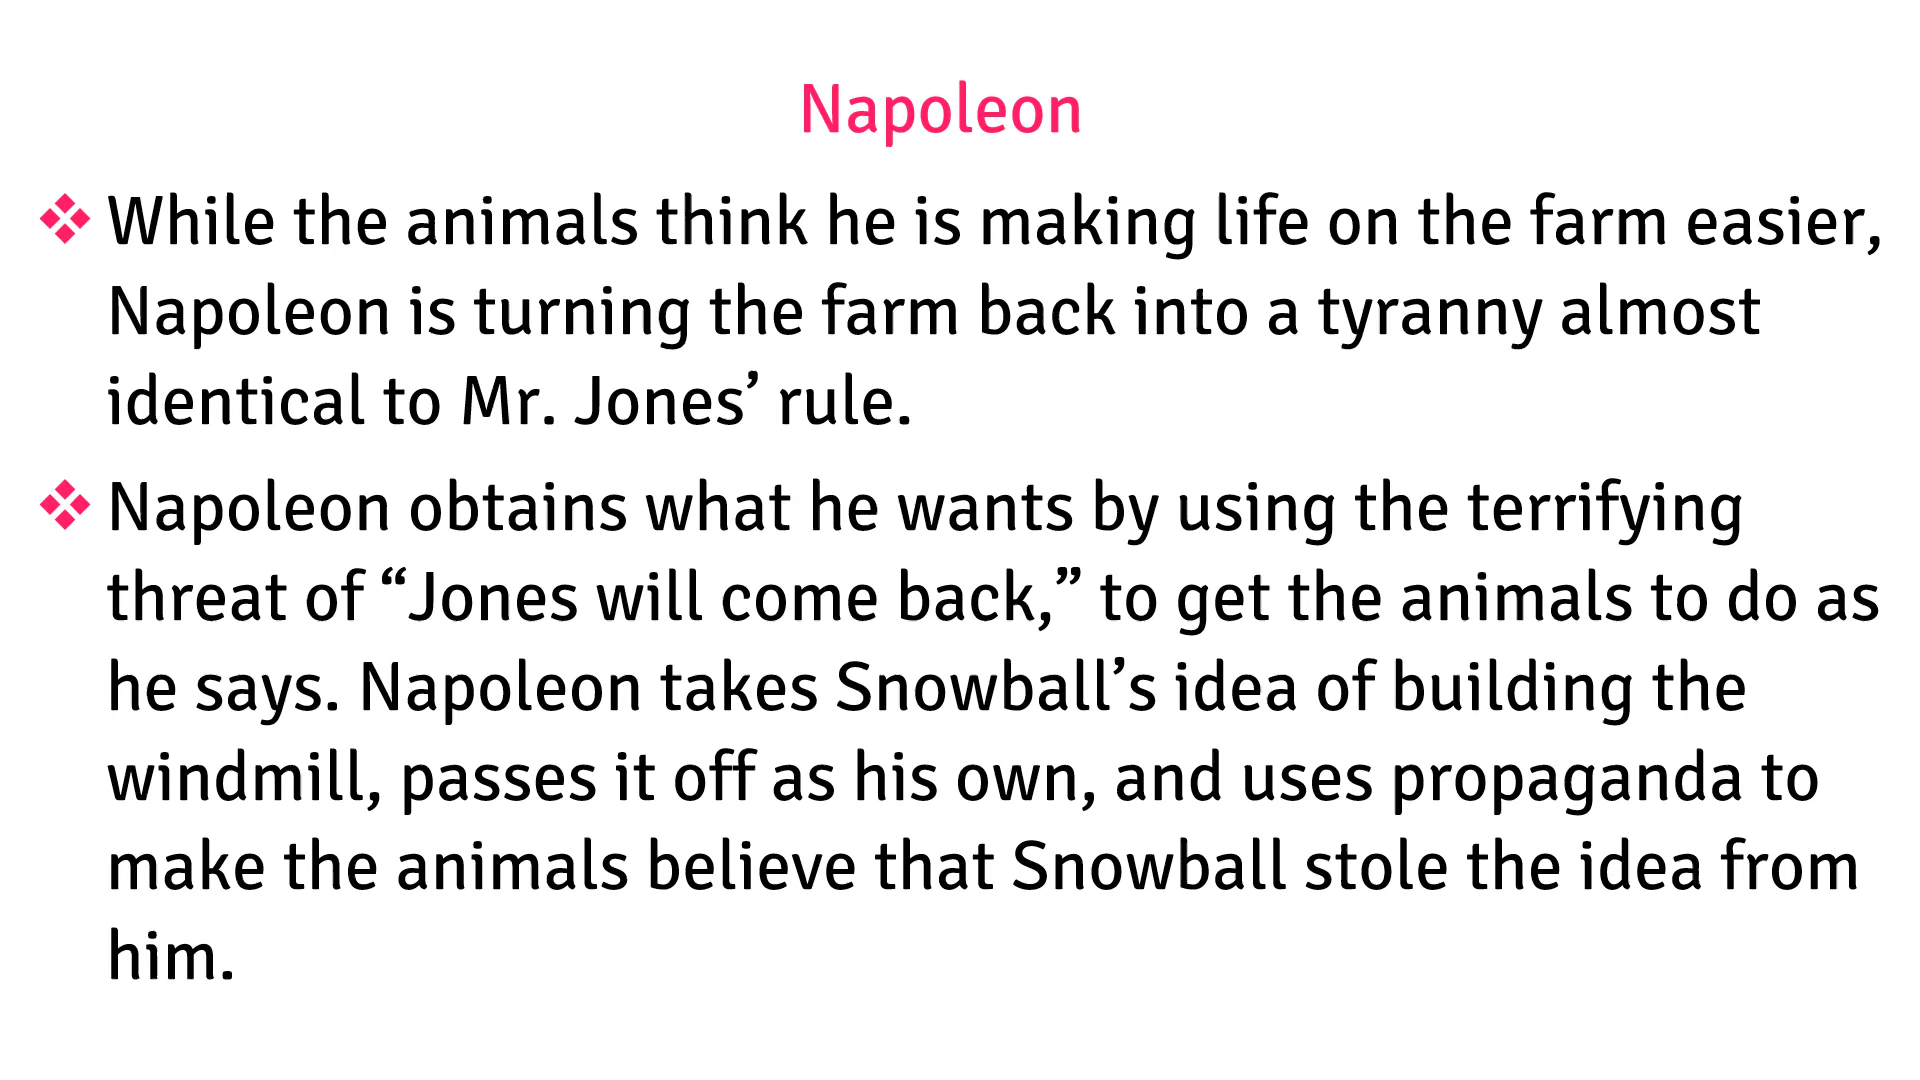 Napoleon
❖ While the animals think he is making life on the farm easier,
Napoleon is turning the farm back into a tyranny almost
identical to Mr. Jones’ rule.
❖ Napoleon obtains what he wants by using the terrifying
threat of “Jones will come back,” to get the animals to do as
he says. Napoleon takes Snowball’s idea of building the
windmill, passes it off as his own, and uses propaganda to
make the animals believe that Snowball stole the idea from
him.